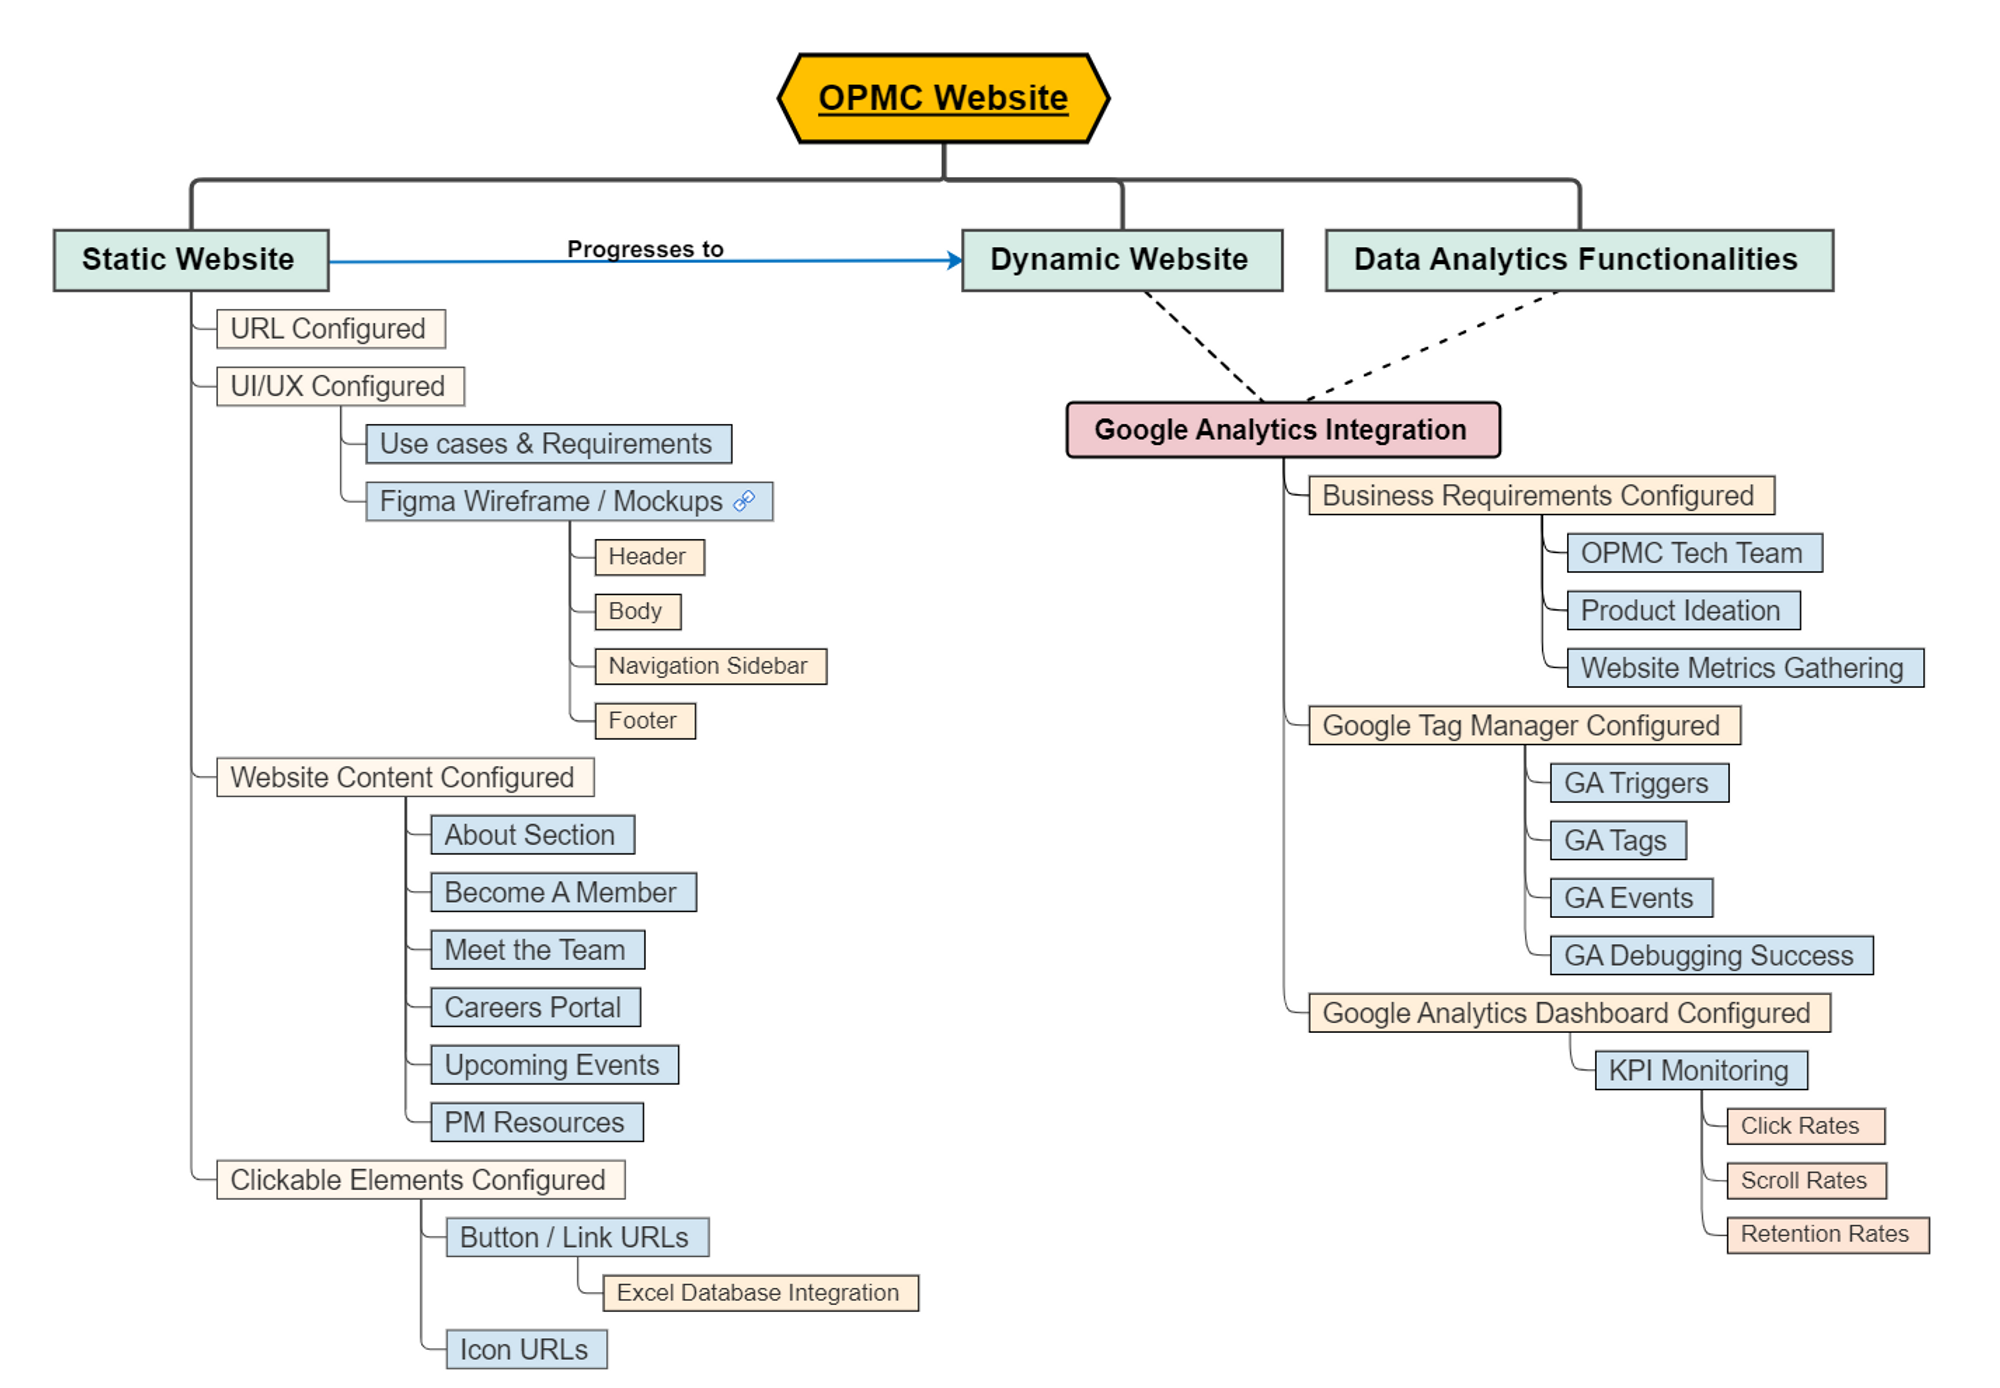 OPMC Website
Static Website
Progresses to
Dynamic Website
Data Analytics Functionalities
URL Configured
UI/UX Configured
Use cases & Requirements
Figma Wireframe / Mockups
Header
Body
Navigation Sidebar
Footer
Website Content Configured
About Section
Become A Member
Meet the Team
Careers Portal
Upcoming Events
PM Resources
Clickable Elements Configured
Button / Link URLs
Excel Database Integration
Icon URLs
Google Analytics Integration
Business Requirements Configured
OPMC Tech Team
Product Ideation
Website Metrics Gathering
Google Tag Manager Configured
GA Triggers
GA Tags
GA Events
GA Debugging Success
Google Analytics Dashboard Configured
KPI Monitoring
Click Rates
Scroll Rates
Retention Rates